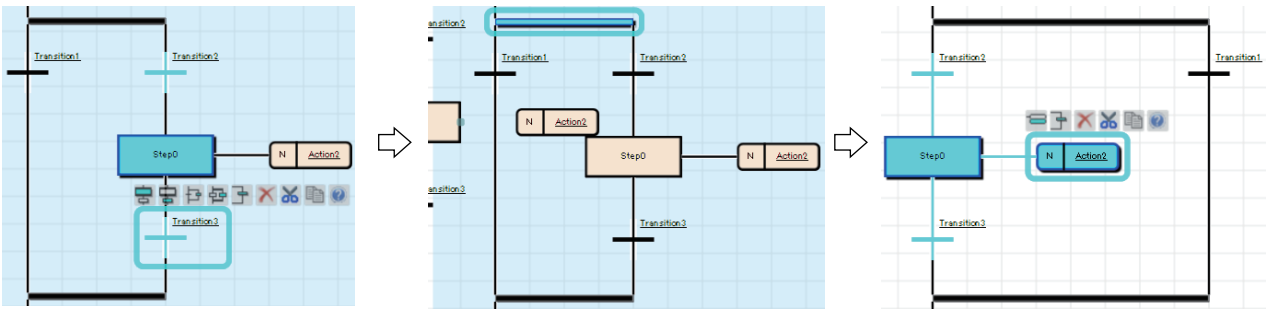 Transition1
Transition2
Step0
N
Action2
Transition3
ansition2
Transition1
Transition2
N
Action2
Step0
N
Action2
ansition3
Transition3
Transition2
Transition1
Step0
N
Action2
Transition3